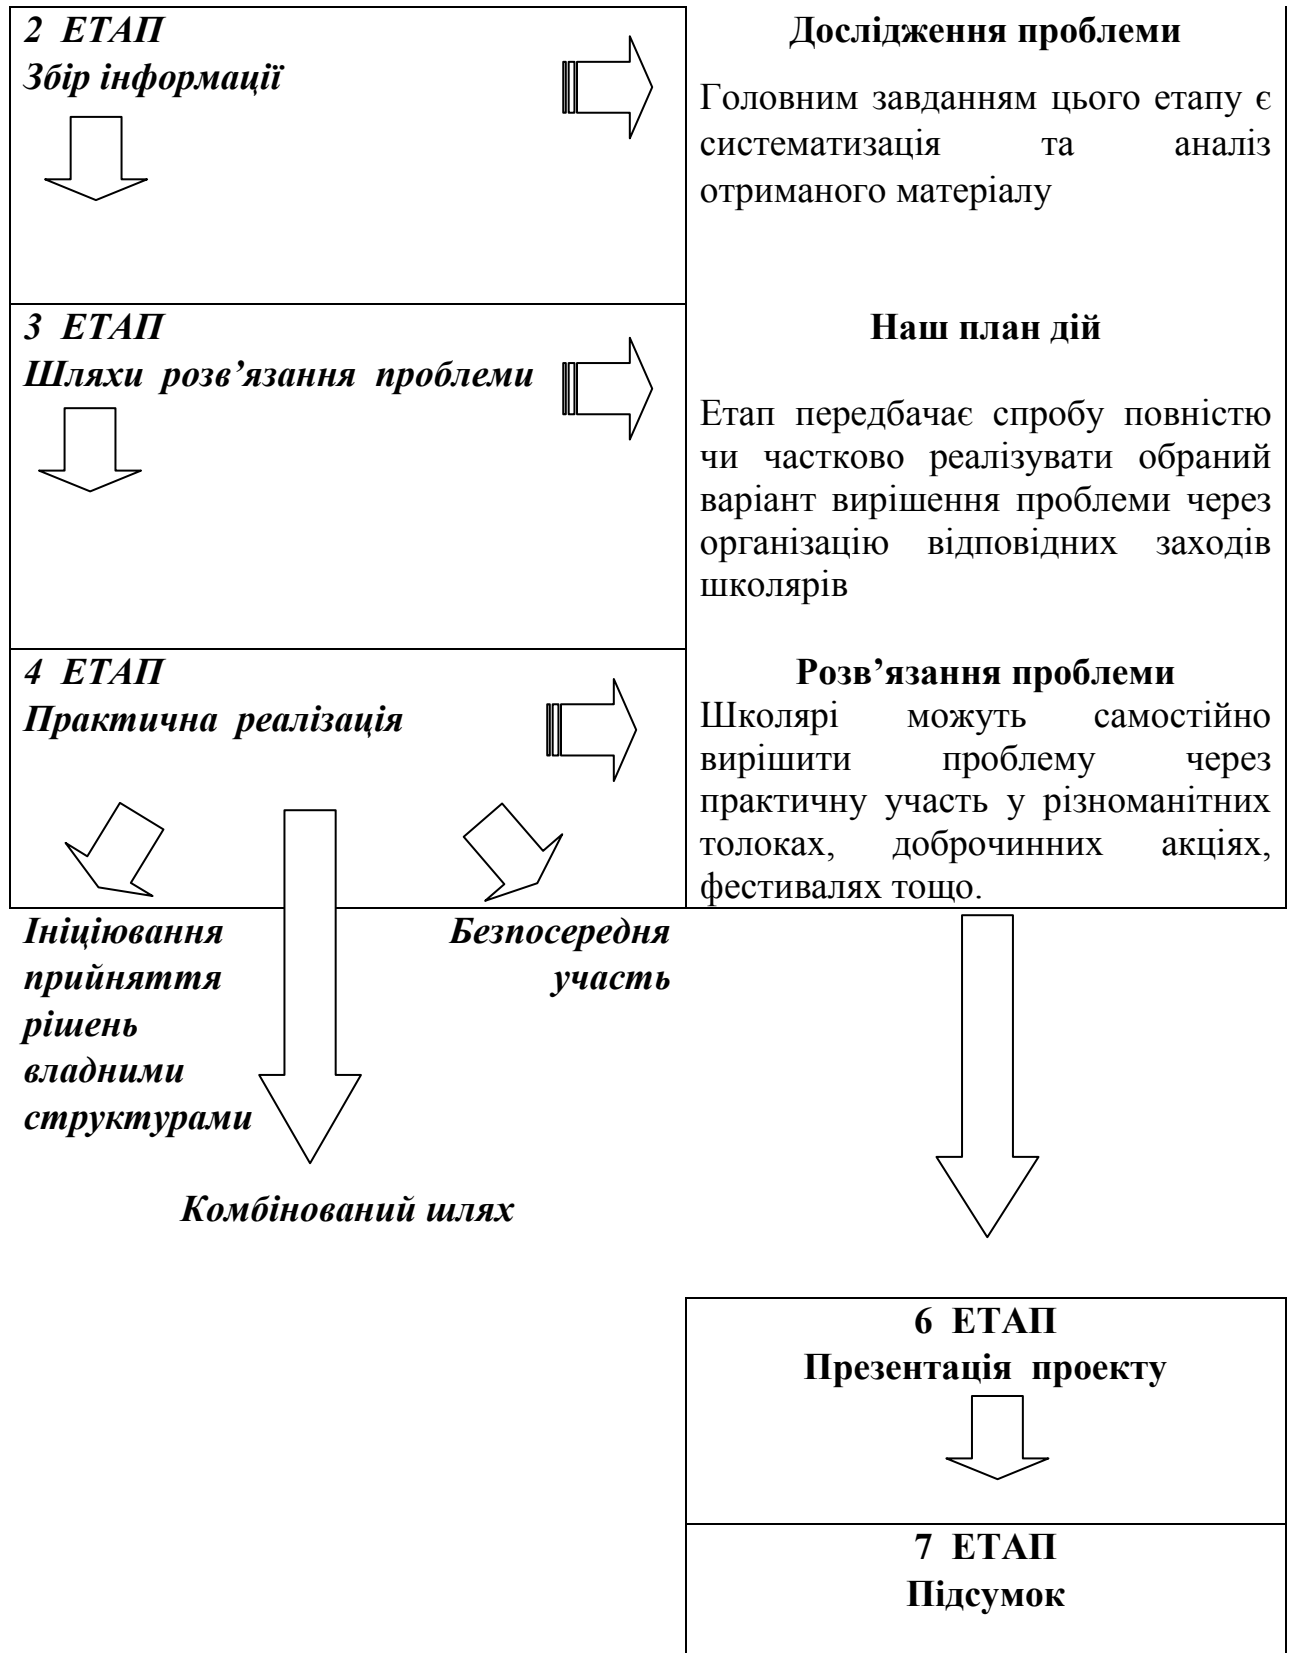 2 ЕТАП
Збір інформації
Дослідження проблеми
Головним завданням цього етапу є
систематизація та аналіз
отриманого матеріалу
3 ЕТАП
Шляхи розв’язання проблеми
Наш план дій
Етап передбачає спробу повністю
чи частково реалізувати обраний
варіант вирішення проблеми через
організацію відповідних заходів
школярів
4 ЕТАП
Практична реалізація
Розв’язання проблеми
Школярі можуть самостійно
вирішити проблему через
практичну участь у різноманітних
толоках, доброчинних акціях,
фестивалях тощо.
Ініціювання
прийняття
рішень
владними
структурами
Безпосередня
участь
Комбінований шлях
6 ЕТАП
Презентація проекту
7 ЕТАП
Підсумок